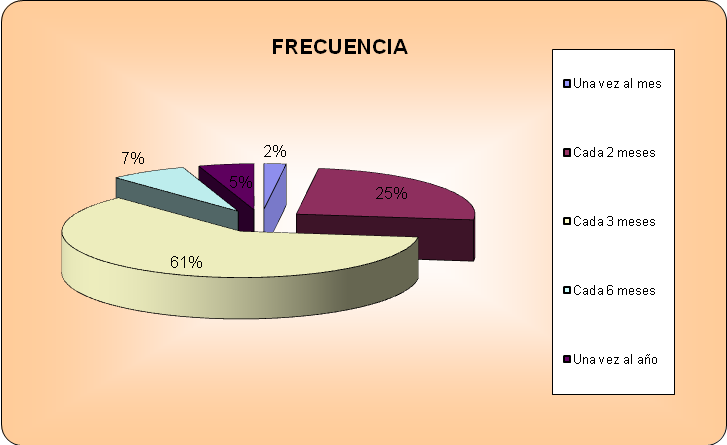 FRECUENCIA
2%
7%
5%
25%
61%
Una vez al mes
Cada 2 meses
Cada 3 meses
Cada 6 meses
Una vez al año